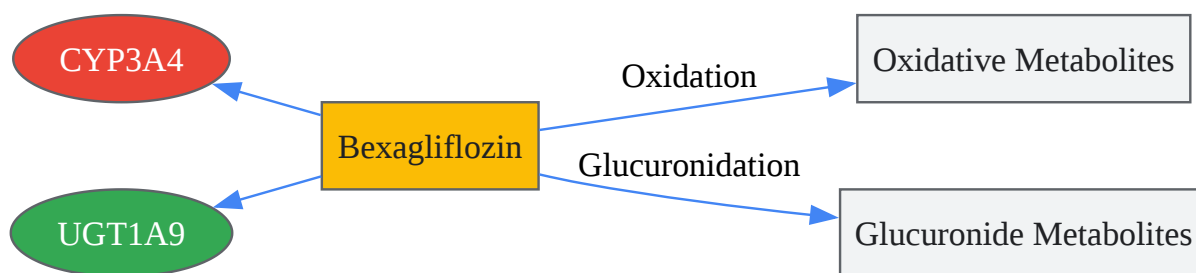 CYP3A4
UGT1A9
Bexagliflozin
Oxidation
Glucuronidation
Oxidative Metabolites
Glucuronide Metabolites